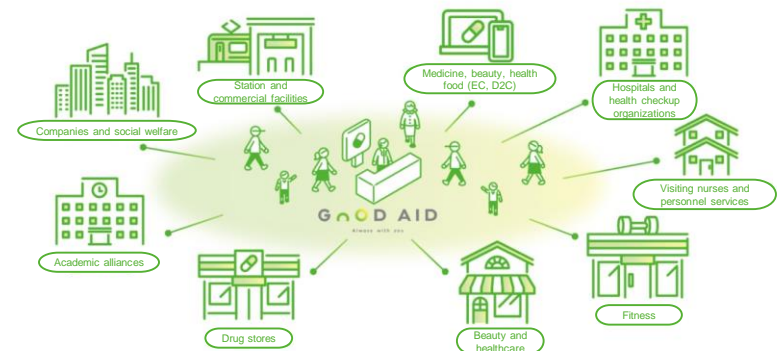 Station and
commercial facilities
Medicine, beauty, health
food (EC, D2C)
Hospitals and
health checkup
organizations
Companies and social welfare
Visiting nurses and
personnel services
GOOD AID
Always with you
Academic alliances
Fitness
Drug stores
Beauty and
healthcare